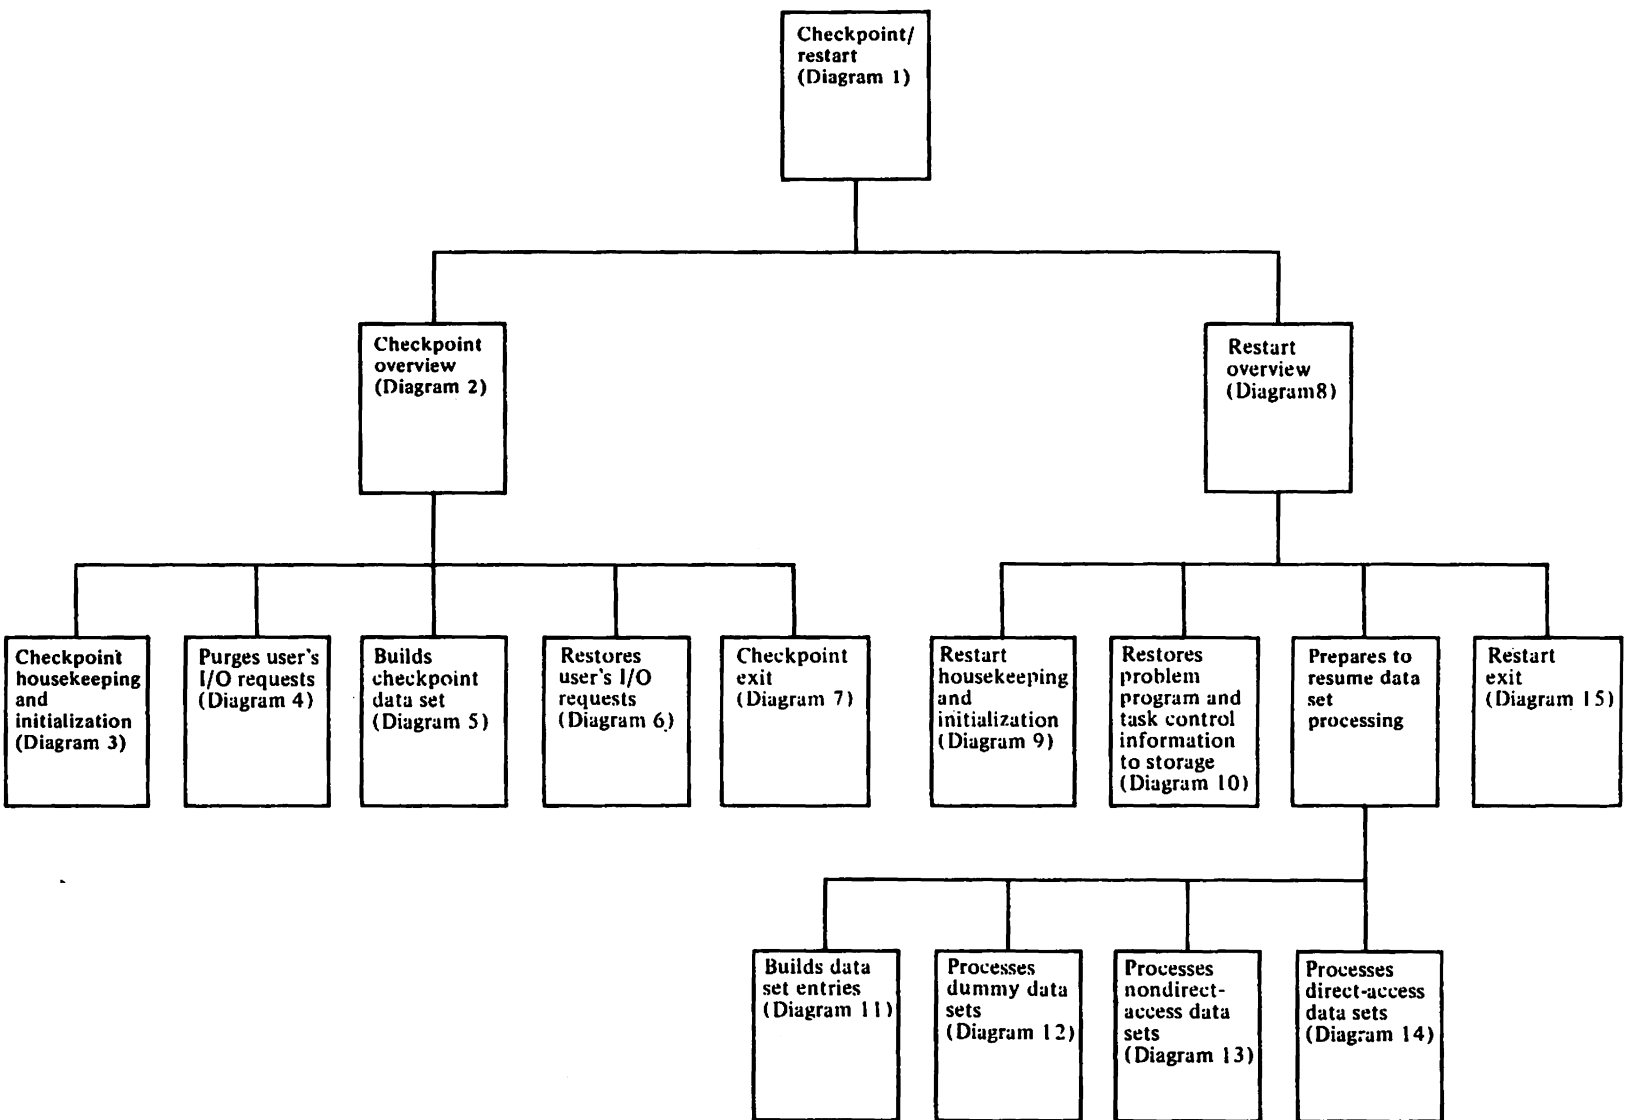 Checkpoint/
restart
(Diagram 1)
Checkpoint
overview
(Diagram 2)
Restart
overview
(Diagram8)
Checkpoint
housekeeping
and
initialization
(Diagram 3)
Purges user's
I/O requests
(Diagram 4)
Builds
checkpoint
data set
(Diagram 5)
Restores
user's I/O
requests
(Diagram 6)
Checkpoint
exit
(Diagram 7)
Restart
housekeeping
and
initialization
(Diagram 9)
Restores
problem
program and
task control
information
to storage
(Diagram 10)
Prepares to
resume data
set
processing
Restart
exit
(Diagram 15)
Builds data
set entries
(Diagram 11)
Processes
dummy data
sets
(Diagram 12)
Processes
nondirect-
access data
sets
(Diagram 13)
Processes
direct-access
data sets
(Diagram 14)